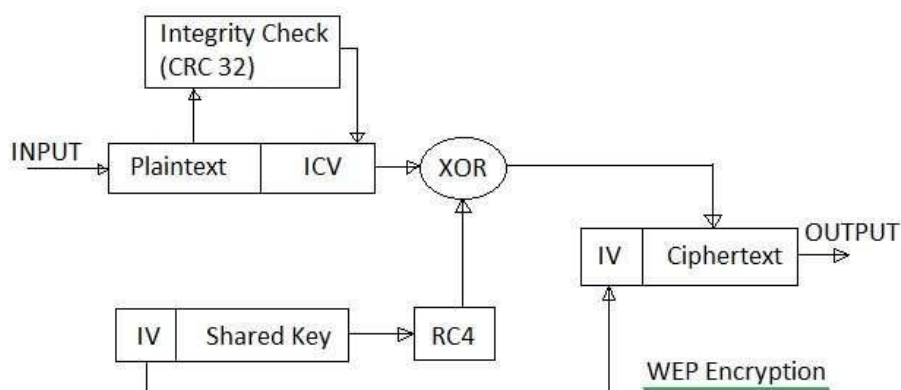 Integrity Check
(CRC 32)
INPUT
Plaintext
ICV
XOR
OUTPUT
IV
Ciphertext
IV
Shared Key
RC4
WEP Encryption